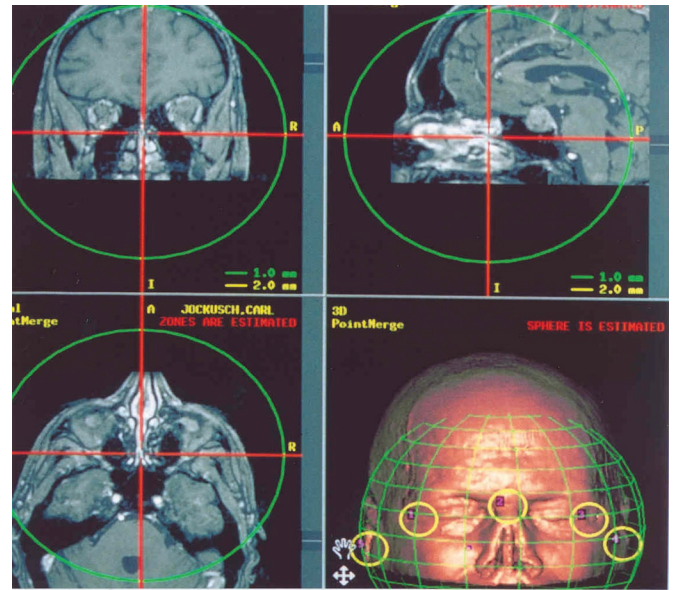 R
I
1.0 mm
2.0 mm
A
P
I
1.0 mm
2.0 mm
A
JOCKUSCH,CARL
ZONES ARE ESTIMATED
R
3D
PointMerge
SPHERE IS ESTIMATED